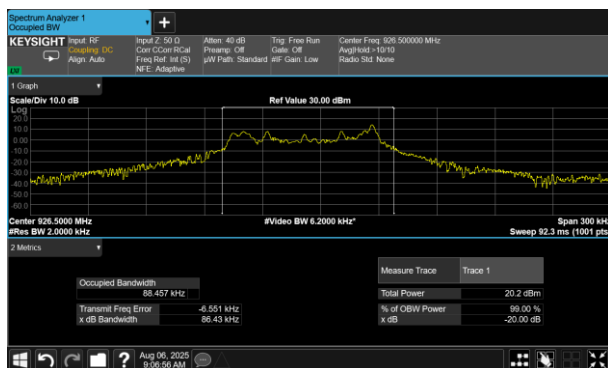 Spectrum Analyzer 1
Occupied BW
KEYSIGHT Input: RF Input Z: 50 Ω Atten: 40 dB Trig: Free Run Center Freq: 926.500000 MHz
Coupling: DC Corr CCorr RCal Preamp: Off Gate: Off Avg|Hold:>10/10
Align: Auto Freq Ref: Int (S) µW Path: Standard #IF Gain: Low Radio Std: None
NFE: Adaptive
1 Graph
Scale/Div 10.0 dB Ref Value 30.00 dBm
Log
20.0
10.0
0.00
-10.0
-20.0
-30.0
-40.0
-50.0
-60.0
Center 926.5000 MHz #Video BW 6.2000 kHz* Span 300 kHz
#Res BW 2.0000 kHz Sweep 92.3 ms (1001 pts
2 Metrics
Measure Trace Trace 1
Occupied Bandwidth
88.457 kHz Total Power 20.2 dBm
Transmit Freq Error -6.551 kHz % of OBW Power 99.00 %
x dB Bandwidth 86.43 kHz x dB -20.00 dB
Aug 06, 2025
9:06:56 AM